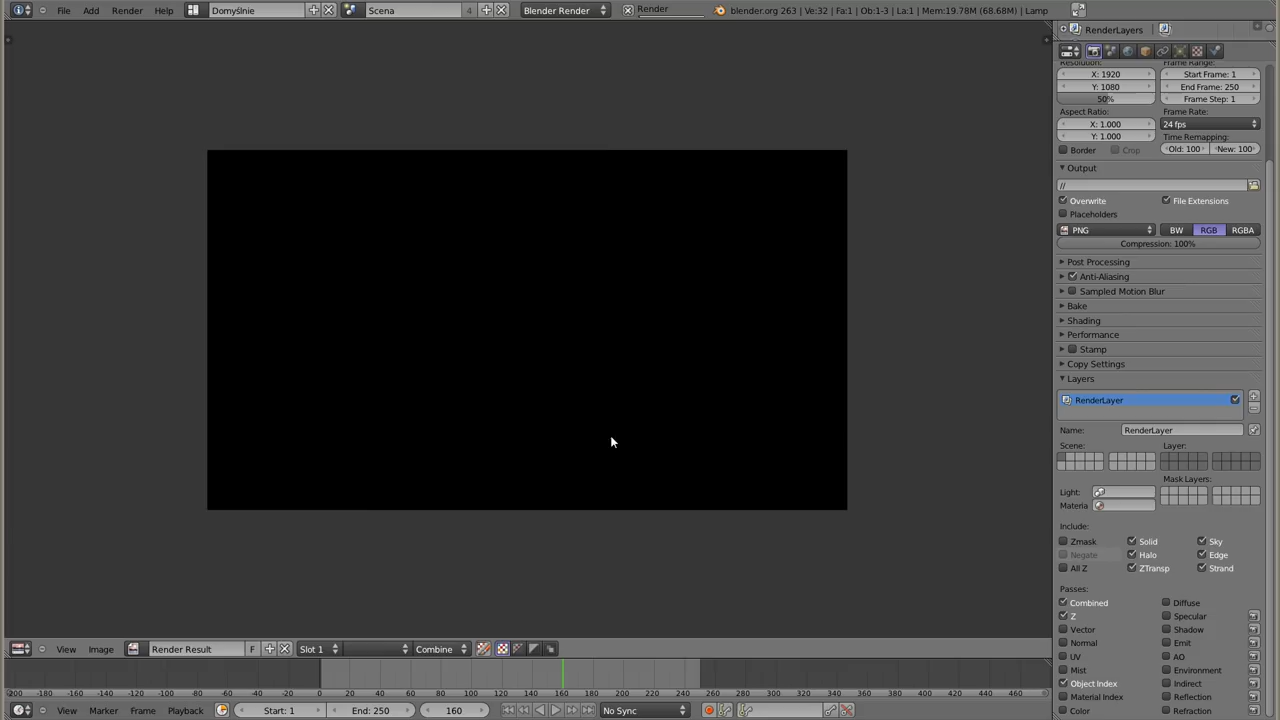 File Add Render Help Domyślnie Scena 4 Blender Render Render blender.org 263 | Ve:32 | Fa:1 | Ob:1-3 | La:1 | Mem:19.78M (68.68M) | Lamp
RenderLayers
Resolution: Frame Range:
X: 1920 Start Frame: 1
Y: 1080 End Frame: 250
50% Frame Step: 1
Aspect Ratio: Frame Rate:
X: 1.000 24 fps
Y: 1.000 Time Remapping:
Border Crop Old: 100 New: 100
Output
//
Overwrite File Extensions
Placeholders
PNG BW RGB RGBA
Compression: 100%
Post Processing
Anti-Aliasing
Sampled Motion Blur
Bake
Shading
Performance
Stamp
Copy Settings
Layers
RenderLayer
Name: RenderLayer
Scene: Layer:
Mask Layers:
Light:
Materia
Include:
Zmask Solid Sky
Negate Halo Edge
All Z ZTransp Strand
Passes:
Combined Diffuse
Z Specular
Vector Shadow
Normal Emit
UV AO
Mist Environment
Object Index Indirect
Material Index Reflection
Color Refraction
View Image Render Result F Slot 1 Combine
-200 -180 -160 -140 -120 -100 -80 -60 -40 -20 0 20 40 60 80 100 120 140 160 180 200 220 240 260 280 300 320 340 360 380 400 420 440 460
View Marker Frame Playback Start: 1 End: 250 160 No Sync